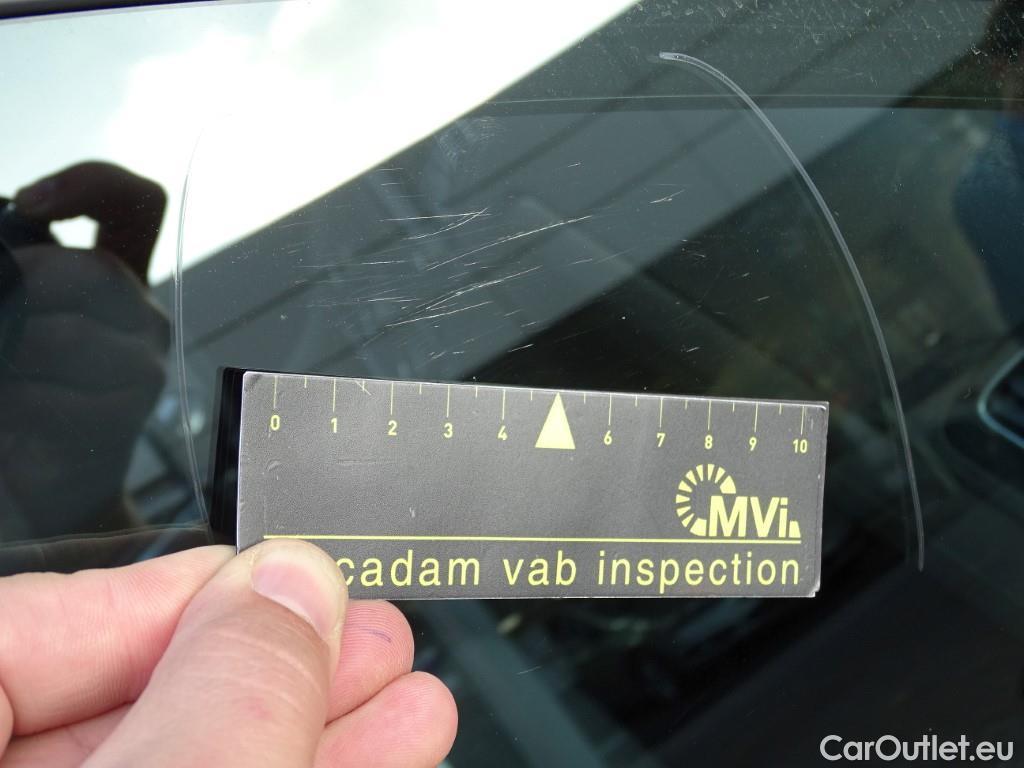 0 1 2 3 4 6 7 8 9 10
MVi
cadam vab inspection
CarOutlet.eu